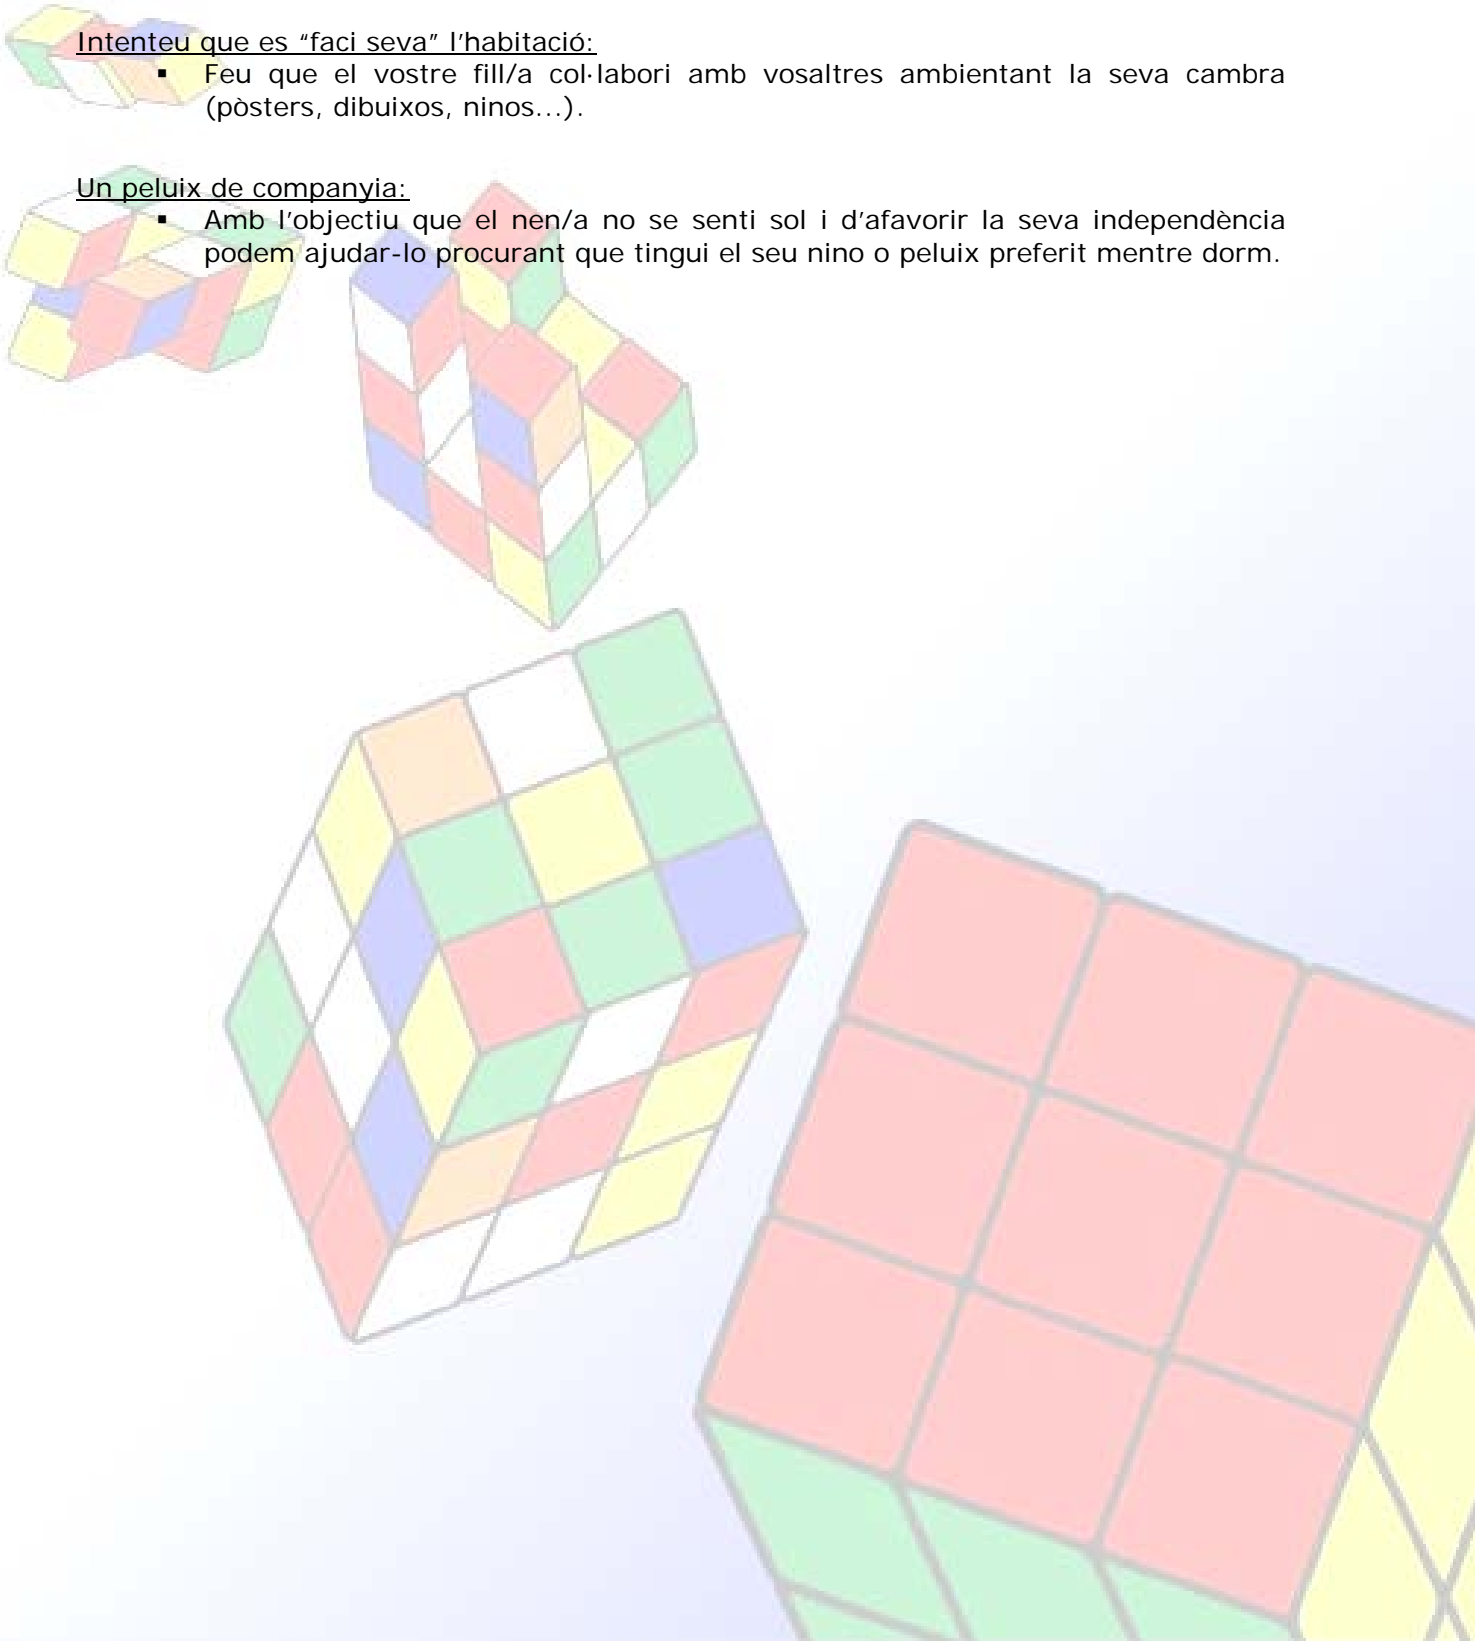 Intenteu que es “faci seva” l’habitació:
▪ Feu que el vostre fill/a col·labori amb vosaltres ambientant la seva cambra
(pòsters, dibuixos, ninos...).
Un peluix de companyia:
▪ Amb l’objectiu que el nen/a no se senti sol i d’afavorir la seva independència
podem ajudar-lo procurant que tingui el seu nino o peluix preferit mentre dorm.